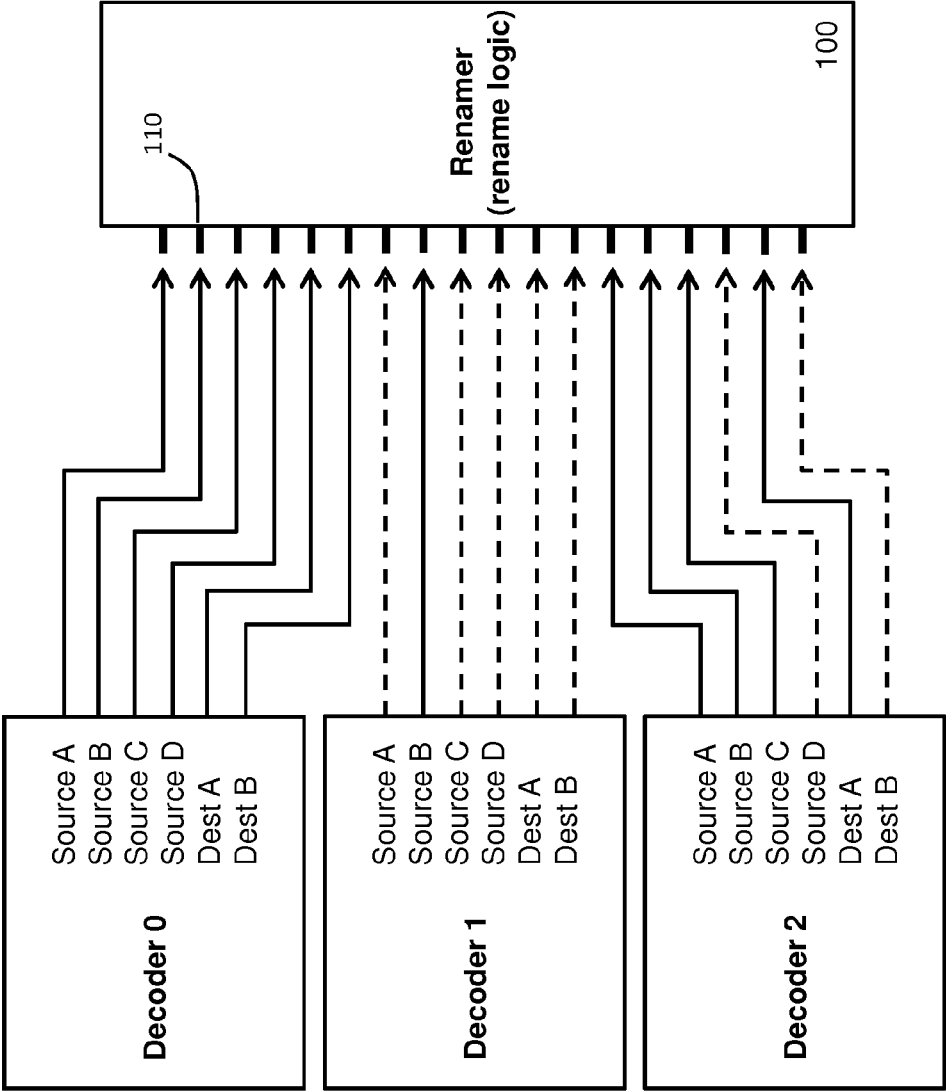 110
Renamer
(rename logic)
100
Source A
Source B
Source C
Source D
Dest A
Dest B
Decoder 0
Source A
Source B
Source C
Source D
Dest A
Dest B
Decoder 1
Source A
Source B
Source C
Source D
Dest A
Dest B
Decoder 2